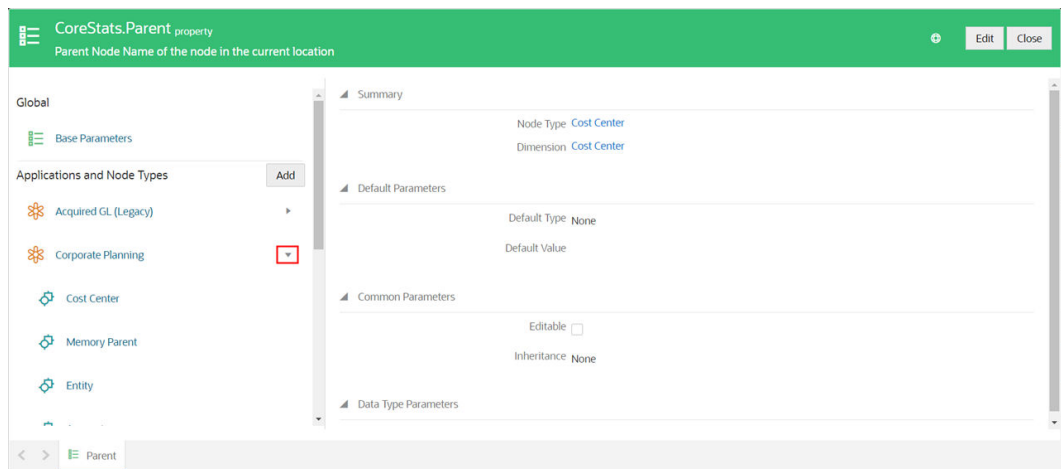 CoreStats.Parent property
Parent Node Name of the node in the current location
Edit
Close
Global
Base Parameters
Applications and Node Types
Add
Acquired GL (Legacy)
Corporate Planning
Cost Center
Memory Parent
Entity
Summary
Node Type Cost Center
Dimension Cost Center
Default Parameters
Default Type None
Default Value
Common Parameters
Editable
Inheritance None
Data Type Parameters
Parent